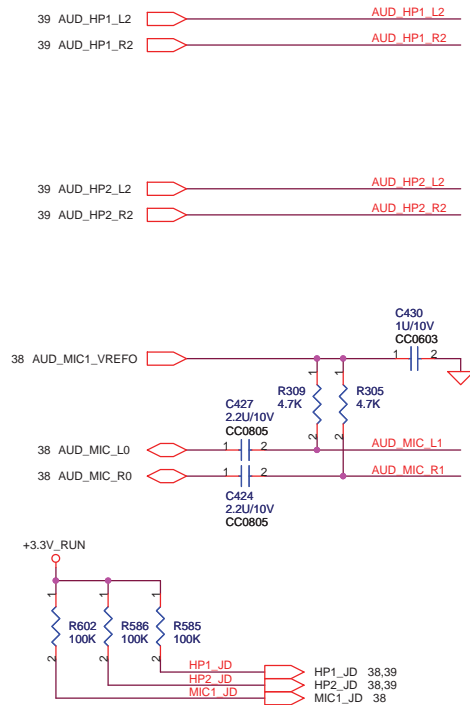 39 AUD_HP1_L2 AUD_HP1_L2
39 AUD_HP1_R2 AUD_HP1_R2
39 AUD_HP2_L2 AUD_HP2_L2
39 AUD_HP2_R2 AUD_HP2_R2
C430
1U/10V
CC0603
38 AUD_MIC1_VREFO 1 2
1 1
R309 R305
4.7K 4.7K
2 2
C427
2.2U/10V
CC0805
38 AUD_MIC_L0 1 2 AUD_MIC_L1
38 AUD_MIC_R0 1 2 AUD_MIC_R1
C424
2.2U/10V
CC0805
+3.3V_RUN
1 1 1
R602 R586 R585
100K 100K 100K
2 2 2
HP1_JD HP1_JD 38,39
HP2_JD HP2_JD 38,39
MIC1_JD MIC1_JD 38